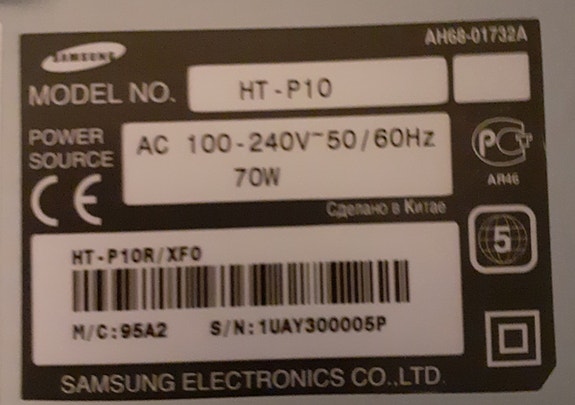 AH68-01732A
SAMSUNG
MODEL NO. HT-P10
POWER SOURCE AC 100-240V~50/60Hz 70W
CE
PCT
AR46
Сделано в Китае
5
HT-P10R/XFO
M/C:95A2 S/N:1UAY300005P
SAMSUNG ELECTRONICS CO.,LTD.